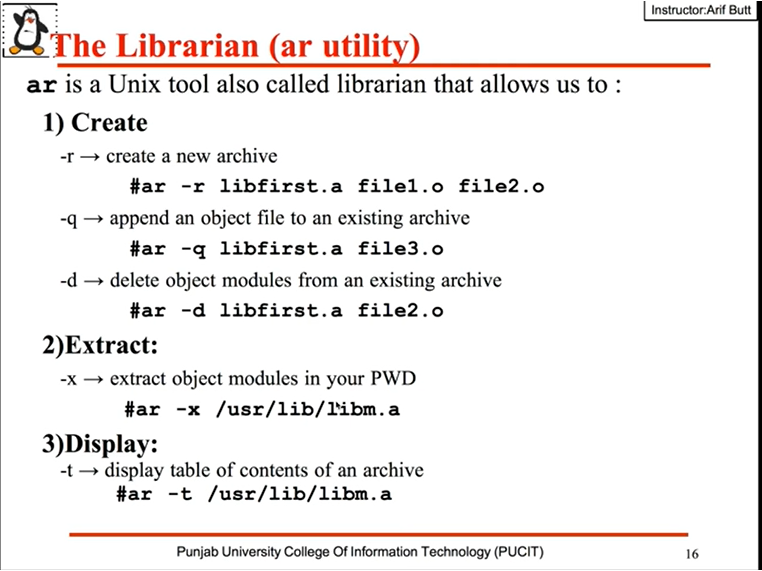 Instructor:Arif Butt
The Librarian (ar utility)
ar is a Unix tool also called librarian that allows us to :
1) Create
-r → create a new archive
#ar -r libfirst.a file1.o file2.o
-q → append an object file to an existing archive
#ar -q libfirst.a file3.o
-d → delete object modules from an existing archive
#ar -d libfirst.a file2.o
2)Extract:
-x → extract object modules in your PWD
#ar -x /usr/lib/libm.a
3)Display:
-t → display table of contents of an archive
#ar -t /usr/lib/libm.a
Punjab University College Of Information Technology (PUCIT)
16